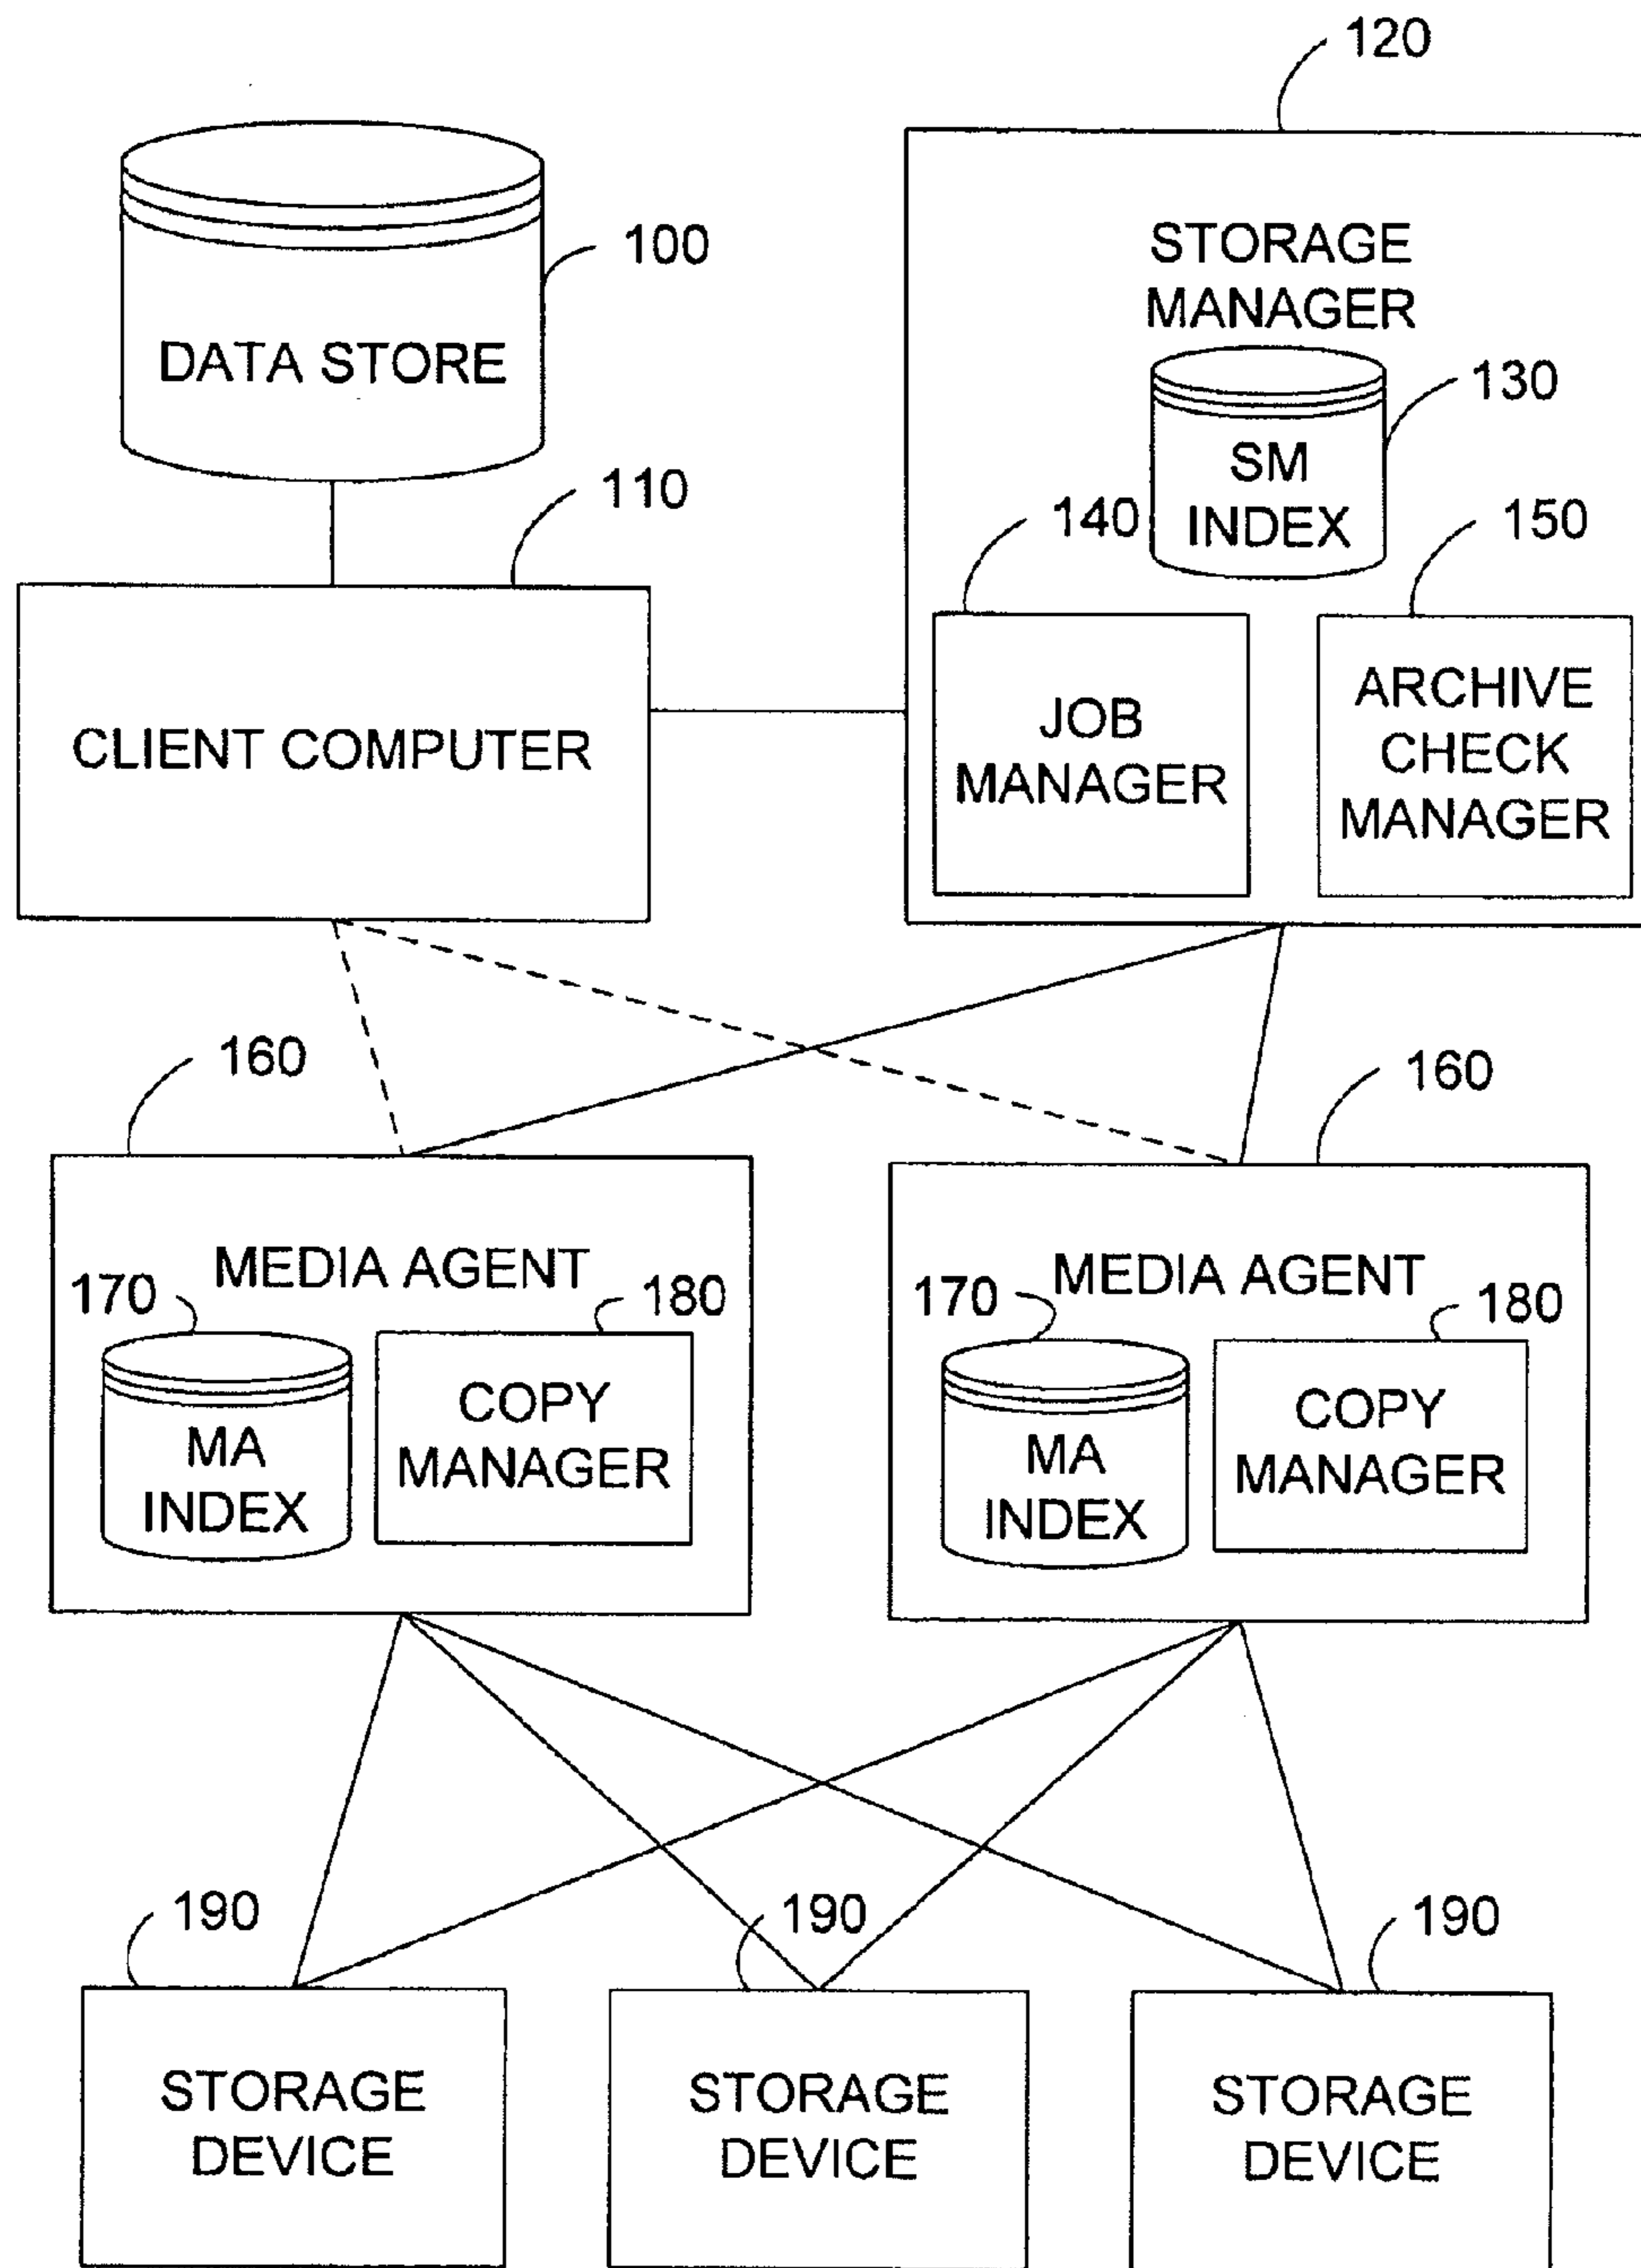 120
100
DATA STORE
STORAGE
MANAGER
130
SM
INDEX
110
140
150
CLIENT COMPUTER
JOB
MANAGER
ARCHIVE
CHECK
MANAGER
160
160
MEDIA AGENT
170
180
MA
INDEX
COPY
MANAGER
MEDIA AGENT
170
180
MA
INDEX
COPY
MANAGER
190
190
190
STORAGE
DEVICE
STORAGE
DEVICE
STORAGE
DEVICE